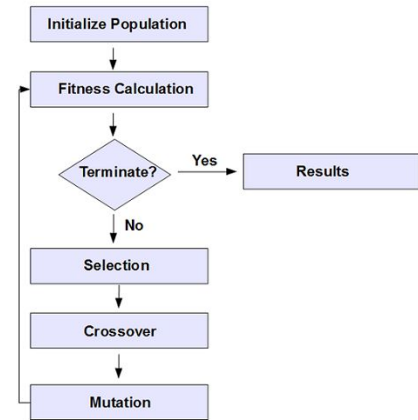 Initialize Population
Fitness Calculation
Terminate?
Yes
Results
No
Selection
Crossover
Mutation